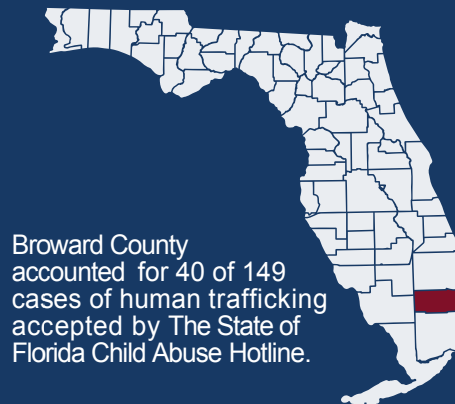 Broward County
accounted for 40 of 149
cases of human trafficking
accepted by The State of
Florida Child Abuse Hotline.